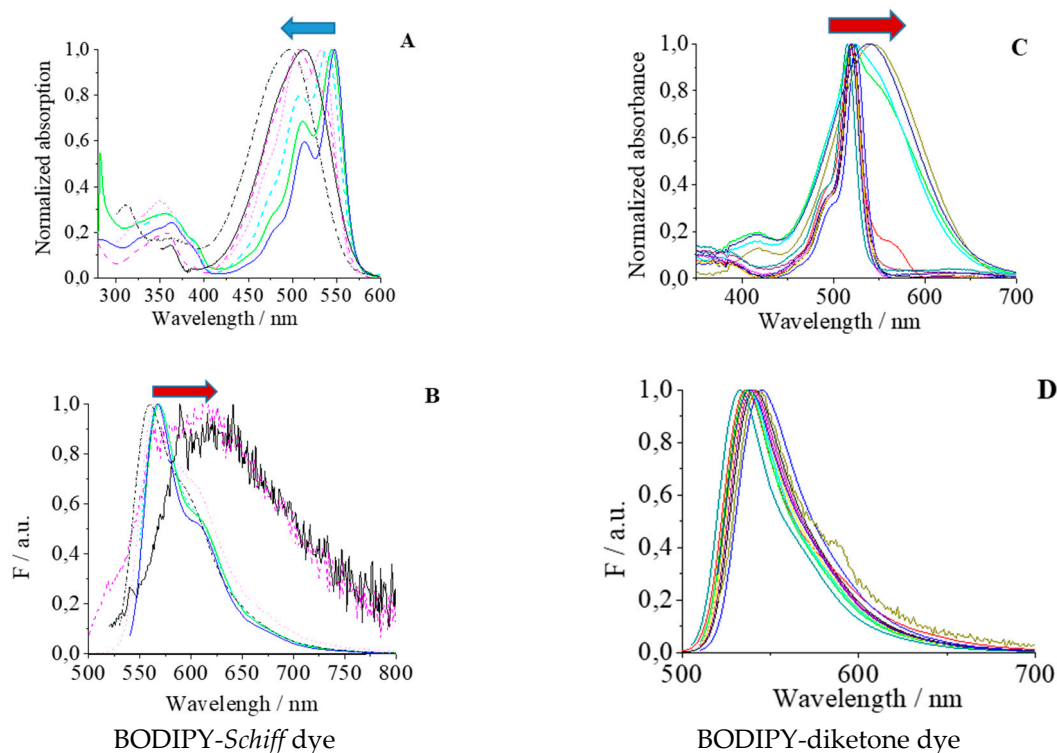 A
Normalized absorption
1,0
0,8
0,6
0,4
0,2
0,0
300 350 400 450 500 550 600
Wavelength / nm
C
Normalized absorbance
1,0
0,8
0,6
0,4
0,2
0,0
400 500 600 700
Wavelength / nm
B
F / a.u.
1,0
0,8
0,6
0,4
0,2
0,0
500 550 600 650 700 750 800
Wavelength / nm
BODIPY-Schiff dye
D
F / a.u.
1,0
0,8
0,6
0,4
0,2
0,0
500 600 700
Wavelength / nm
BODIPY-diketone dye